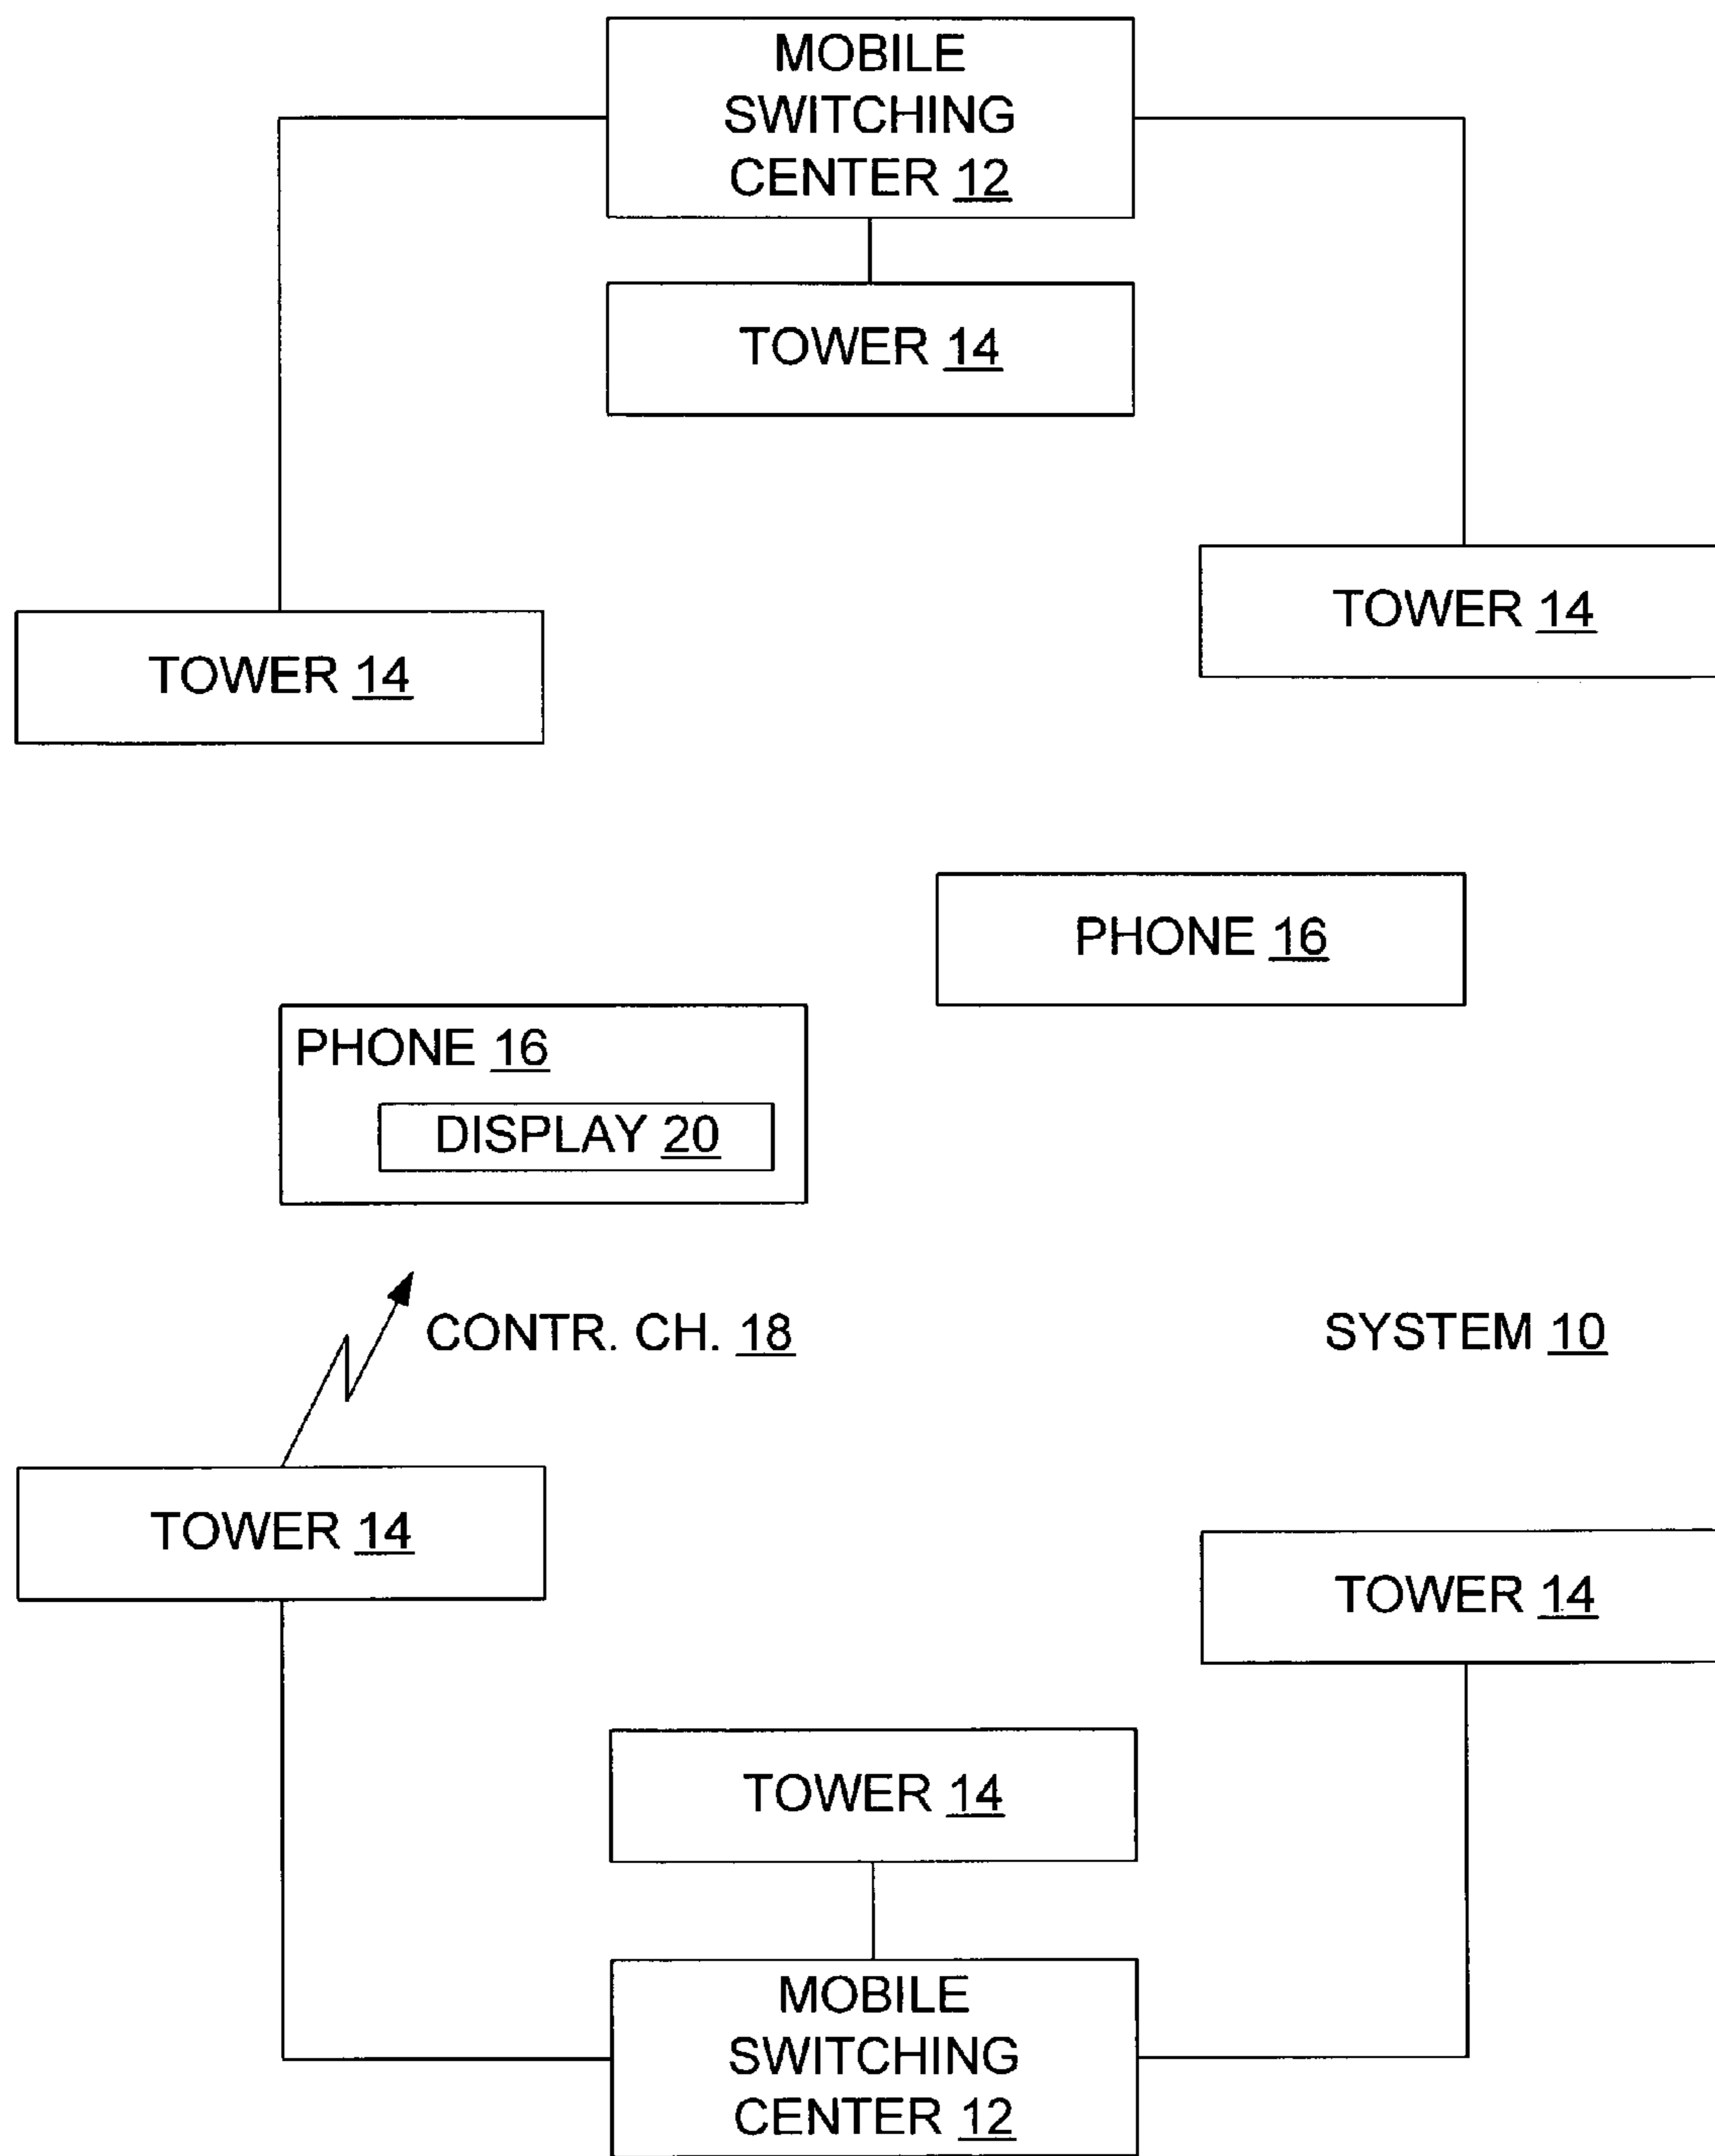 MOBILE
SWITCHING
CENTER 12
TOWER 14
TOWER 14
TOWER 14
PHONE 16
PHONE 16
DISPLAY 20
CONTR. CH. 18
SYSTEM 10
TOWER 14
TOWER 14
TOWER 14
MOBILE
SWITCHING
CENTER 12